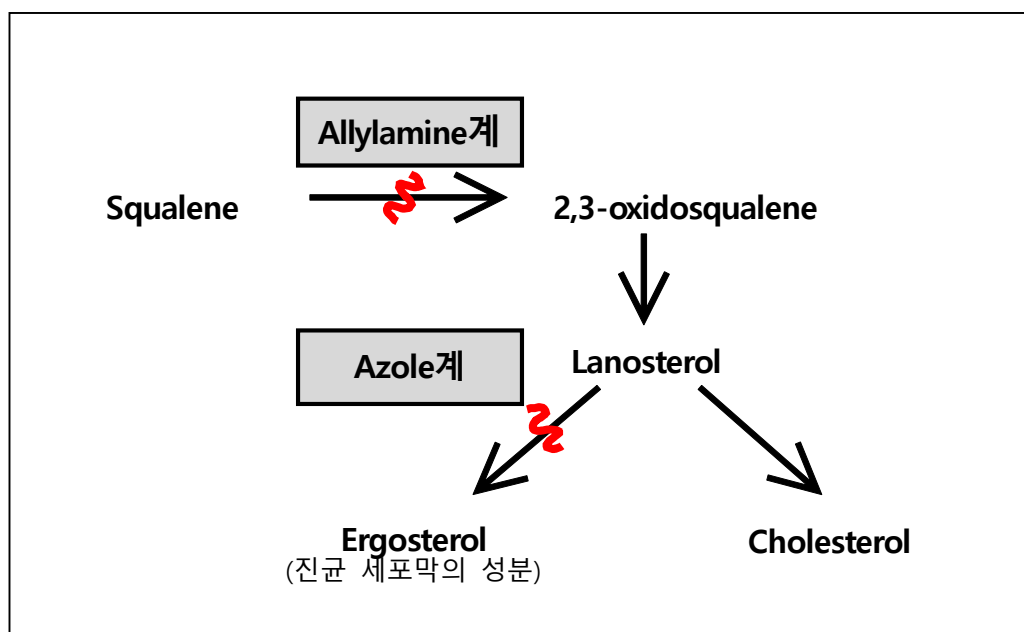 Allylamine계
Squalene
2,3-oxidosqualene
Azole계
Lanosterol
Ergosterol
(진균 세포막의 성분)
Cholesterol